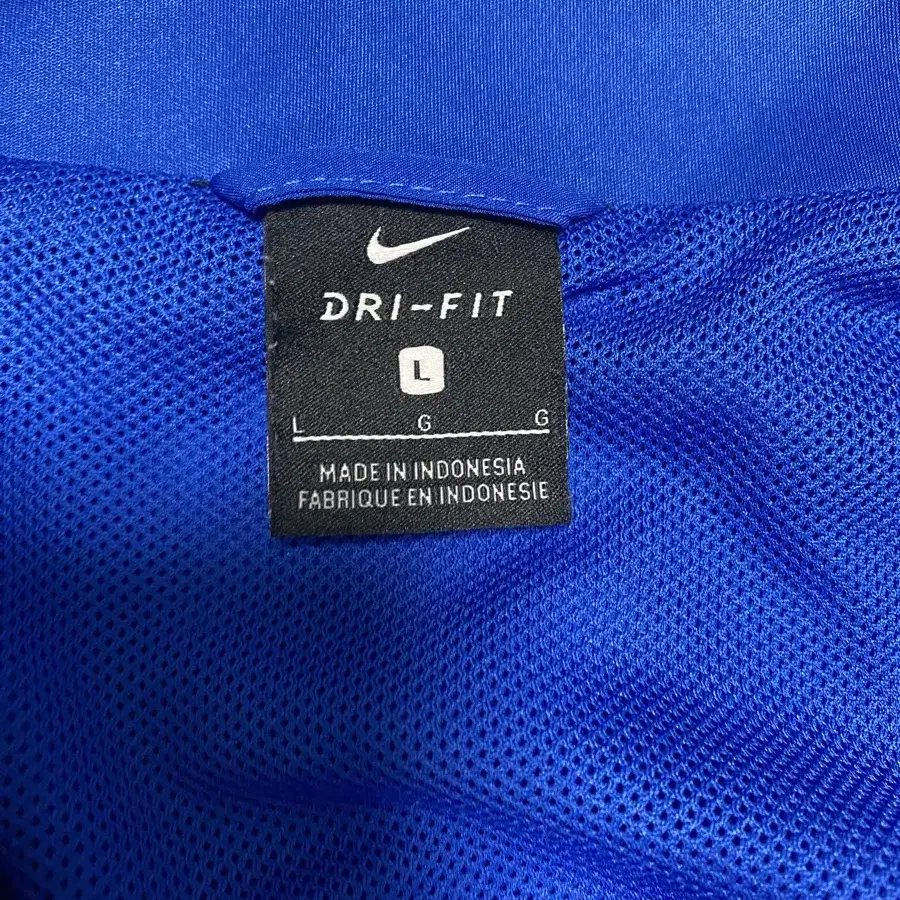 DRI-FIT
L
L G G
MADE IN INDONESIA
FABRIQUE EN INDONESIE